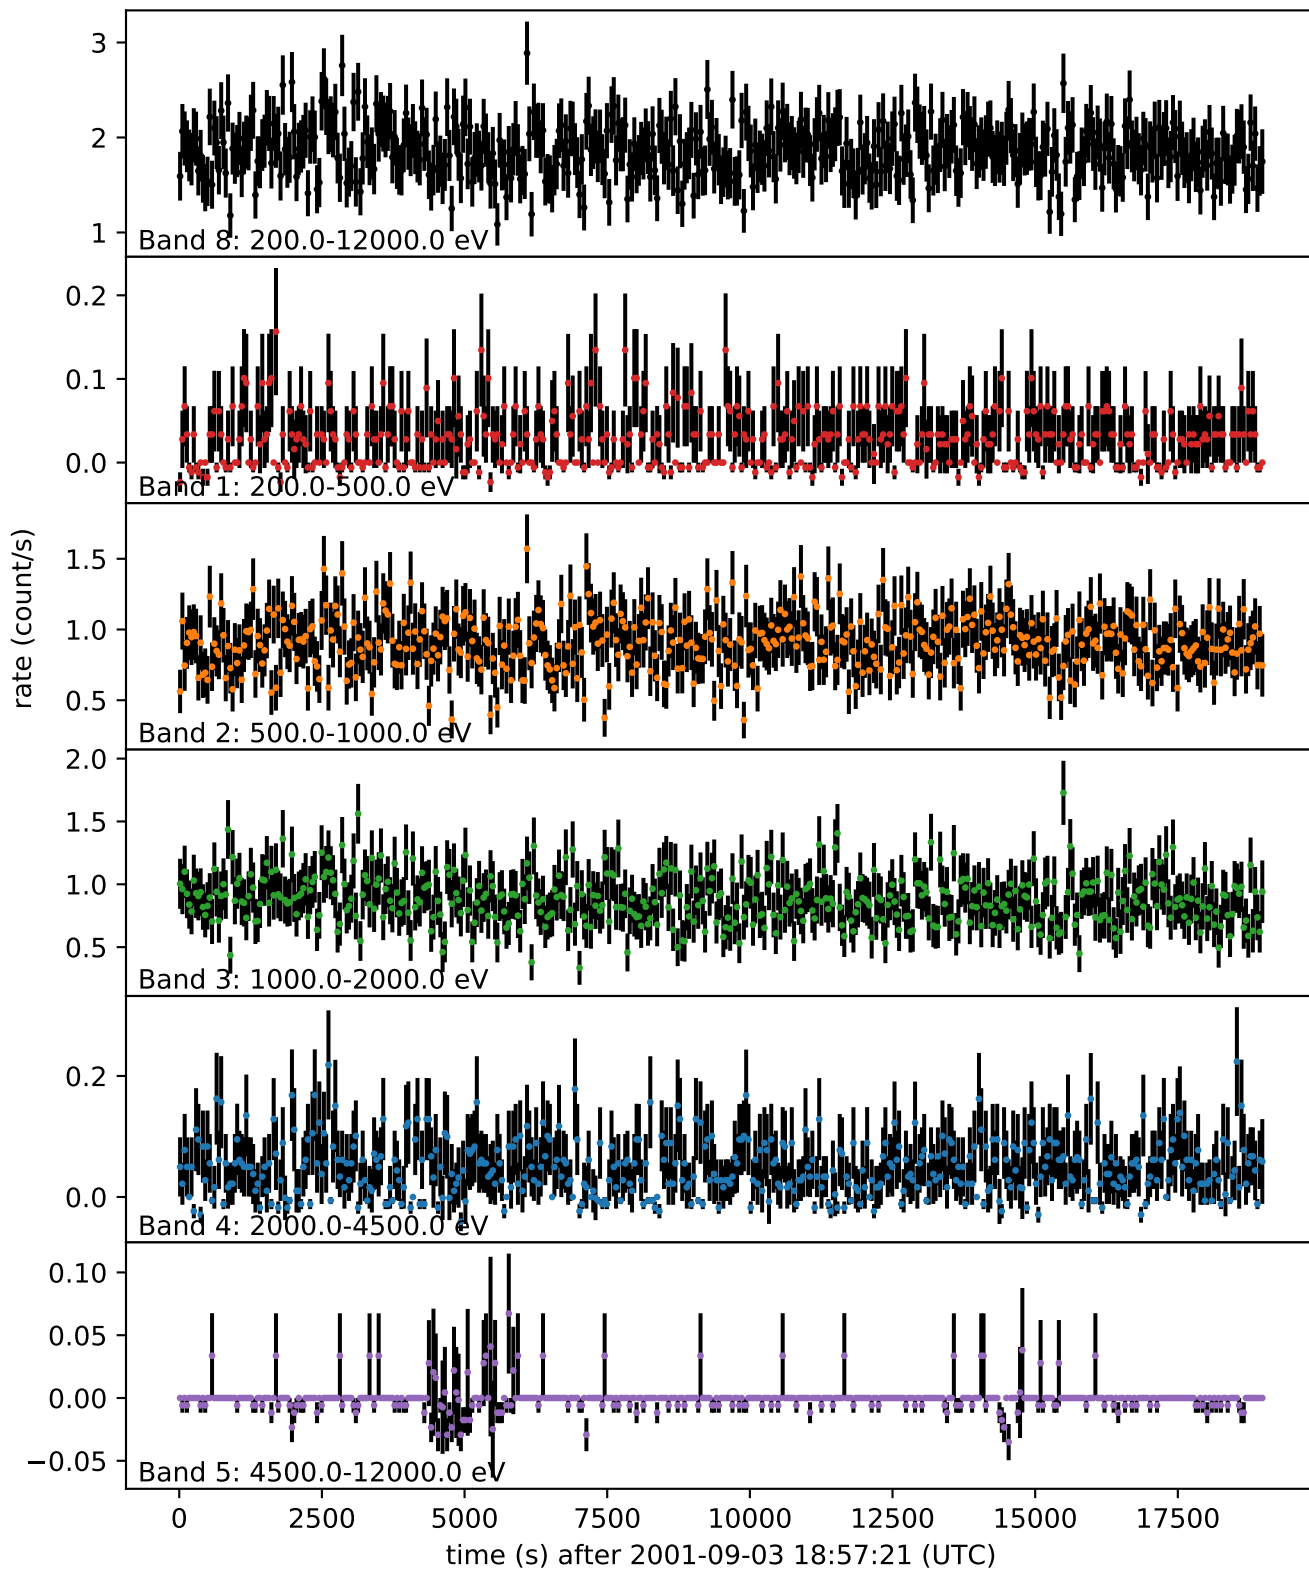 3
2
1
Band 8: 200.0-12000.0 eV
0.2
0.1
0.0
Band 1: 200.0-500.0 eV
rate (count/s)
1.5
1.0
0.5
Band 2: 500.0-1000.0 eV
2.0
1.5
1.0
0.5
Band 3: 1000.0-2000.0 eV
0.2
0.0
Band 4: 2000.0-4500.0 eV
0.10
0.05
0.00
−0.05
Band 5: 4500.0-12000.0 eV
0 2500 5000 7500 10000 12500 15000 17500
time (s) after 2001-09-03 18:57:21 (UTC)